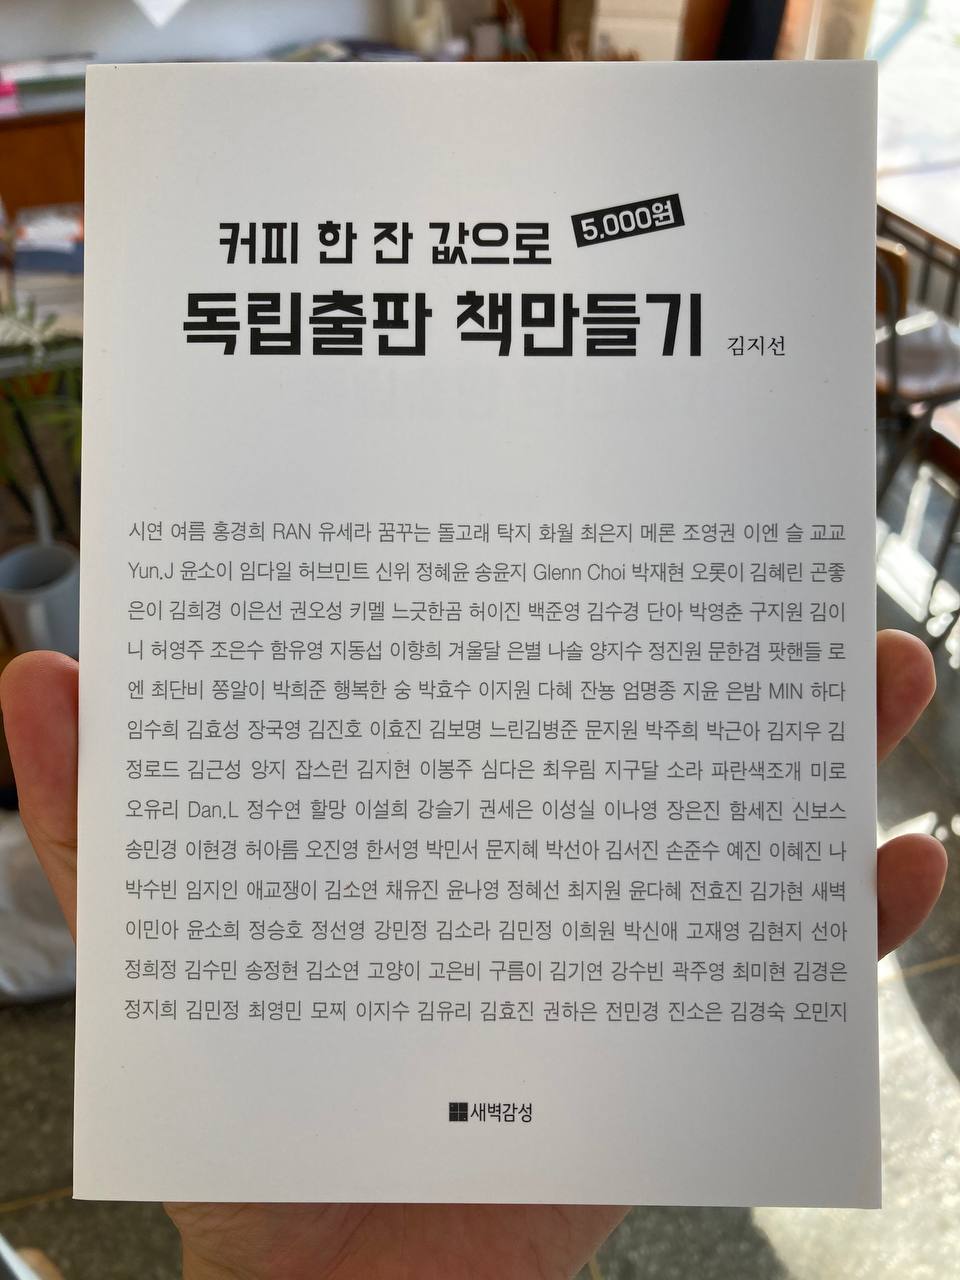 커피 한 잔 값으로 5,000원
독립출판 책만들기 김지선
시연 여름 홍경희 RAN 유세라 꿈꾸는 돌고래 탁지 화월 최은지 메론 조영권 이엔 슬 교교
Yun.J 윤소이 임다일 허브민트 신위 정혜윤 송윤지 Glenn Choi 박재현 오롯이 김혜린 곤좋
은이 김희경 이은선 권오성 키멜 느긋한곰 허이진 백준영 김수경 단아 박영춘 구지원 김이
니 허영주 조은수 함유영 지동섭 이향희 겨울달 은별 나솔 양지수 정진원 문한겸 팟핸들 로
엔 최단비 쫑알이 박희준 행복한 숭 박효수 이지원 다혜 잔뇽 엄명종 지윤 은밤 MIN 하다
임수희 김효성 장국영 김진호 이효진 김보명 느린김병준 문지원 박주희 박근아 김지우 김
정로드 김근성 앙지 잡스런 김지현 이봉주 심다은 최우림 지구달 소라 파란색조개 미로
오유리 Dan.L 정수연 할망 이설희 강슬기 권세은 이성실 이나영 장은진 함세진 신보스
송민경 이현경 허아름 오진영 한서영 박민서 문지혜 박선아 김서진 손준수 예진 이혜진 나
박수빈 임지인 애교쟁이 김소연 채유진 윤나영 정혜선 최지원 윤다혜 전효진 김가현 새벽
이민아 윤소희 정승호 정선영 강민정 김소라 김민정 이희원 박신애 고재영 김현지 선아
정희정 김수민 송정현 김소연 고양이 고은비 구름이 김기연 강수빈 곽주영 최미현 김경은
정지희 김민정 최영민 모찌 이지수 김유리 김효진 권하은 전민경 진소은 김경숙 오민지
새벽감성